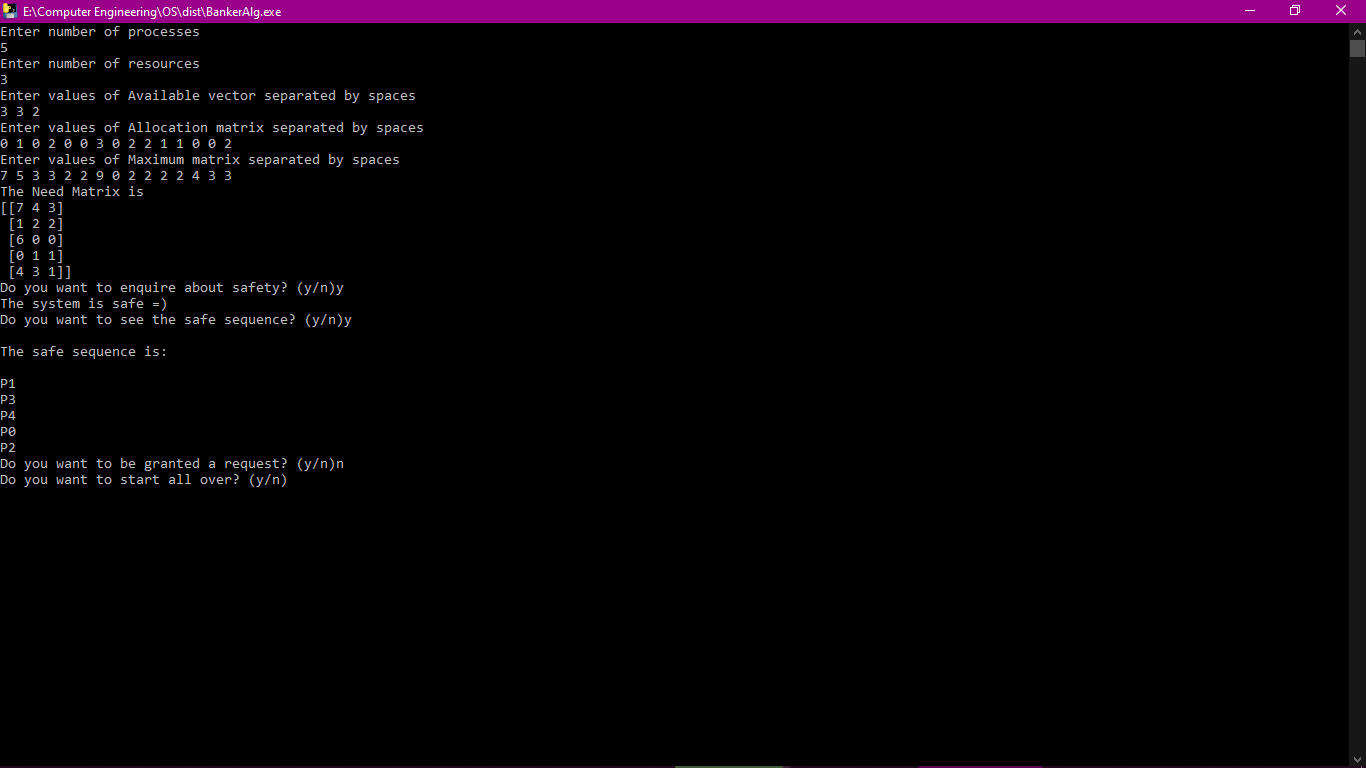 E:\Computer Engineering\OS\dist\BankerAlg.exe
Enter number of processes
5
Enter number of resources
3
Enter values of Available vector separated by spaces
3 3 2
Enter values of Allocation matrix separated by spaces
0 1 0 2 0 0 3 0 2 2 1 1 0 0 2
Enter values of Maximum matrix separated by spaces
7 5 3 3 2 2 9 0 2 2 2 2 4 3 3
The Need Matrix is
[[7 4 3]
 [1 2 2]
 [6 0 0]
 [0 1 1]
 [4 3 1]]
Do you want to enquire about safety? (y/n)y
The system is safe =)
Do you want to see the safe sequence? (y/n)y
The safe sequence is:
P1
P3
P4
P0
P2
Do you want to be granted a request? (y/n)n
Do you want to start all over? (y/n)